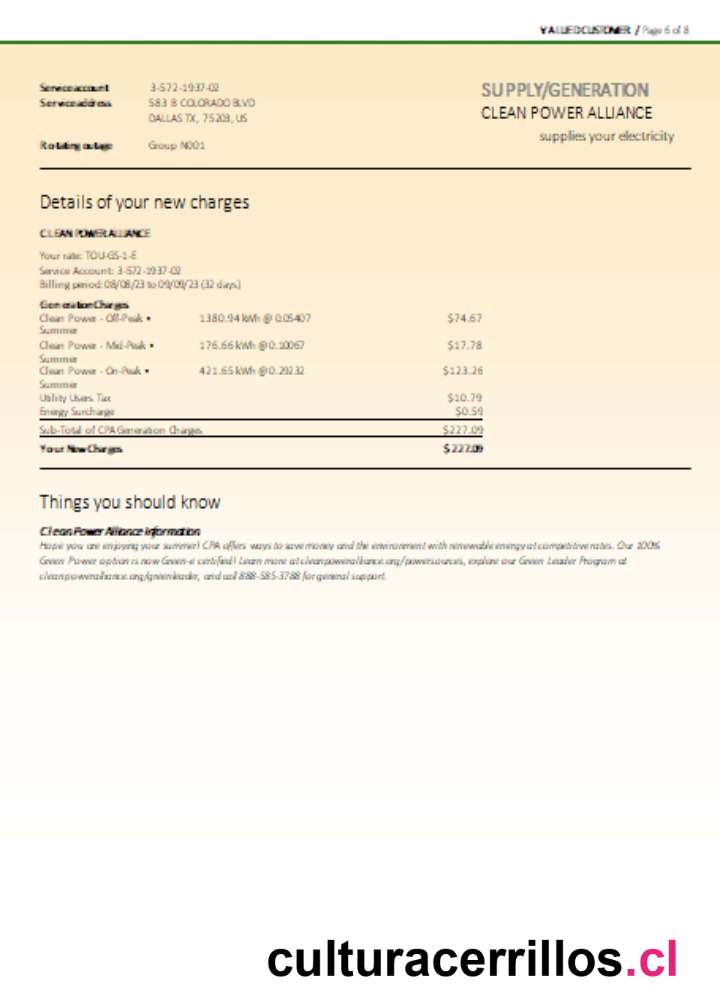 VALUED CUSTOMER / Page 6 of 8
Service account 3-572-1937-02
Service address 583 B COLORADO BLVD
DALLAS TX, 75203, US
Rotating outage Group N001
SUPPLY/GENERATION
CLEAN POWER ALLIANCE
supplies your electricity
Details of your new charges
CLEAN POWER ALLIANCE
Your rate: TOU-GS-1-E
Service Account: 3-572-1937-02
Billing period: 08/08/23 to 09/09/23 (32 days)
Generation Charges
Clean Power - Off-Peak • 1380.94 kWh @ 0.05407 $74.67
Summer
Clean Power - Mid-Peak • 176.66 kWh @ 0.10067 $17.78
Summer
Clean Power - On-Peak • 421.65 kWh @ 0.29232 $123.26
Summer
Utility Users Tax $10.79
Energy Surcharge $0.59
Sub-Total of CPA Generation Charges $227.09
Your New Charges $227.09
Things you should know
Clean Power Alliance Information
Hope you are enjoying your summer! CPA offers ways to save money and the environment with renewable energy at competitive rates. Our 100%
Green Power option is now Green-e certified! Learn more at cleanpoweralliance.org/powersources, explore our Green Leader Program at
cleanpoweralliance.org/greenleader, and call 888-585-3788 for general support.
culturacerrillos.cl